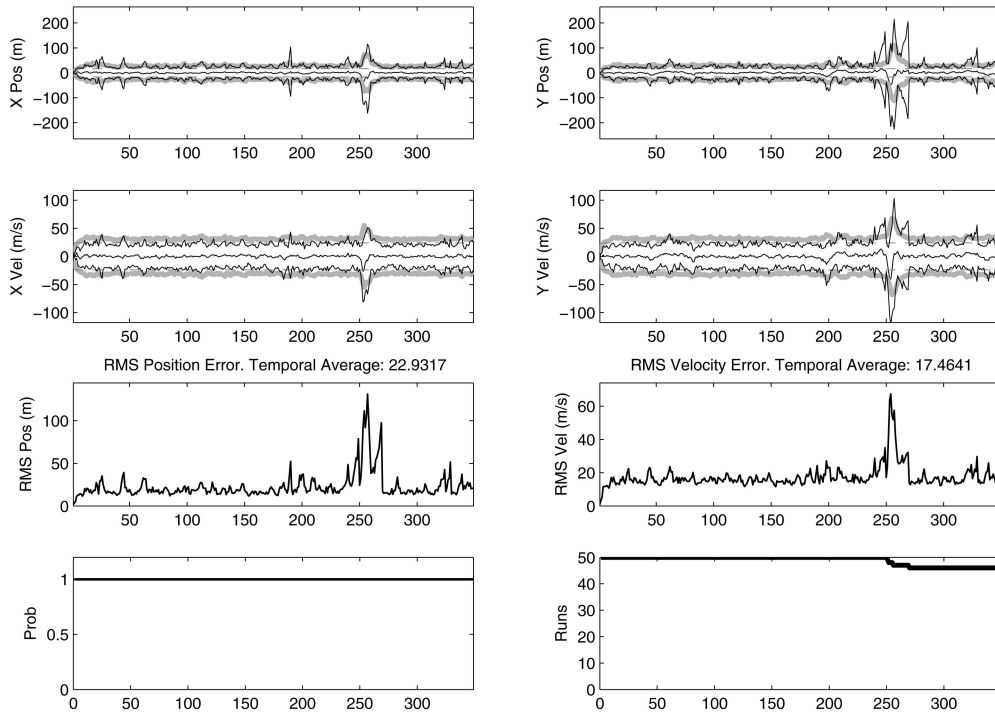 X Pos (m)
200
100
0
−100
−200
50 100 150 200 250 300
Y Pos (m)
200
100
0
−100
−200
50 100 150 200 250 300
X Vel (m/s)
100
50
0
−50
−100
50 100 150 200 250 300
Y Vel (m/s)
100
50
0
−50
−100
50 100 150 200 250 300
RMS Position Error. Temporal Average: 22.9317
RMS Pos (m)
100
50
0
50 100 150 200 250 300
RMS Velocity Error. Temporal Average: 17.4641
RMS Vel (m/s)
60
40
20
0
50 100 150 200 250 300
Prob
1
0.5
0
0 50 100 150 200 250 300
Runs
50
40
30
20
10
0
0 50 100 150 200 250 300